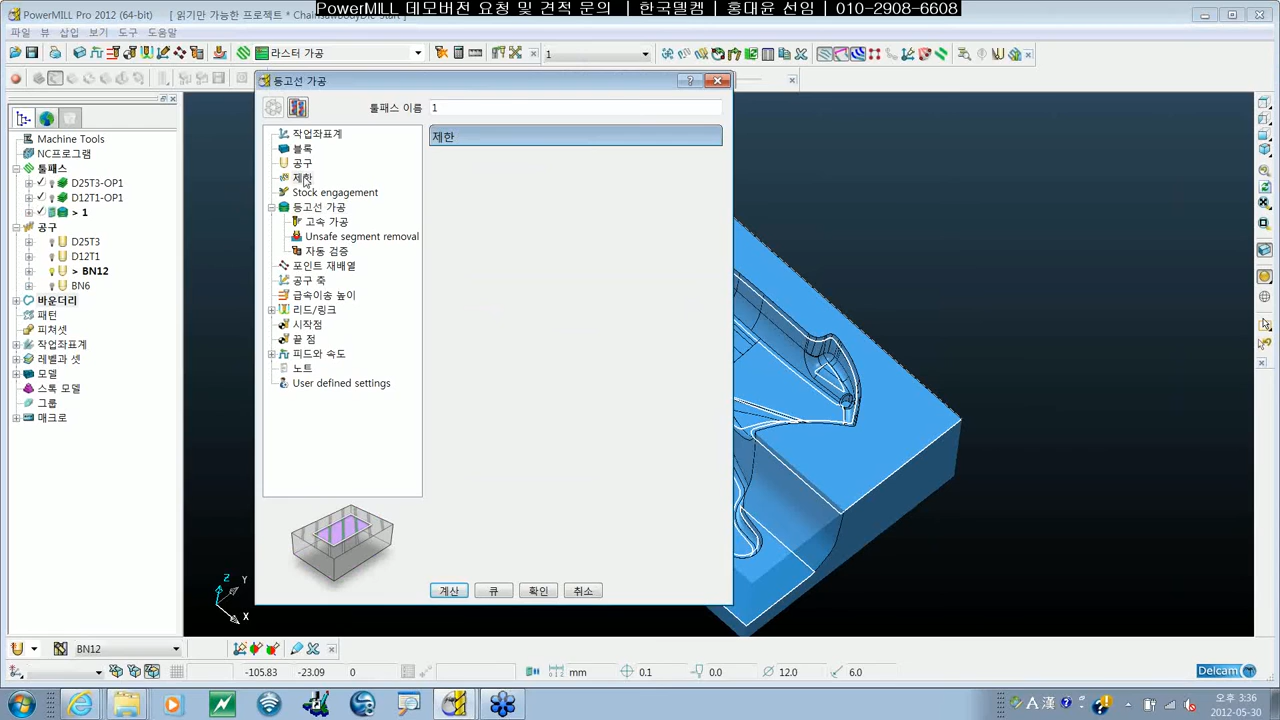 PowerMILL Pro 2012 (64-bit) [ 읽기만 가능한 프로젝트 * ChainsawBodyDie-Start ]
PowerMILL 데모버전 요청 및 견적 문의 | 한국델켐 | 홍대윤 선임 | 010-2908-6608
파일 뷰 삽입 보기 도구 도움말
라스터 가공
1
등고선 가공
툴패스 이름 1
제한
작업좌표계
블록
공구
제한
Stock engagement
등고선 가공
고속 가공
Unsafe segment removal
자동 검증
포인트 재배열
공구 축
급속이송 높이
리드/링크
시작점
끝 점
피드와 속도
노트
User defined settings
계산 큐 확인 취소
Machine Tools
NC프로그램
툴패스
D25T3-OP1
D12T1-OP1
> 1
공구
D25T3
D12T1
> BN12
BN6
바운더리
패턴
피쳐셋
작업좌표계
레벨과 셋
모델
스톡 모델
그룹
매크로
Z
Y
X
BN12
-105.83 -23.09 0 mm 0.1 0.0 12.0 6.0
Delcam
A 漢
오후 3:36
2012-05-30